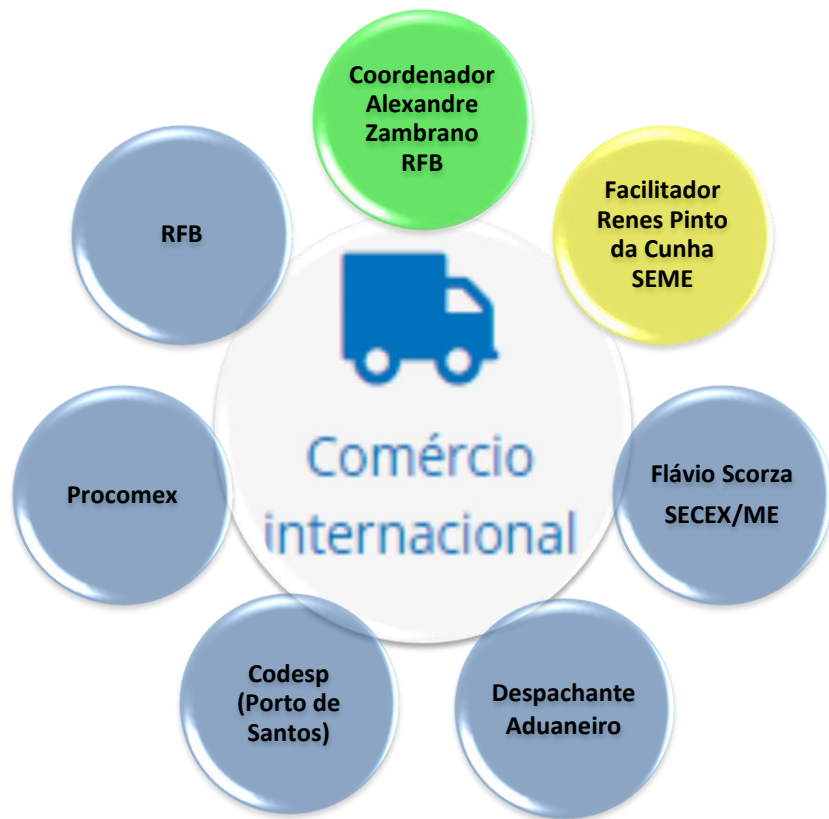 Coordenador
Alexandre
Zambrano
RFB
Facilitador
Renes Pinto
da Cunha
SEME
RFB
Comércio
internacional
Procomex
Flávio Scorza
SECEX/ME
Codesp
(Porto de
Santos)
Despachante
Aduaneiro